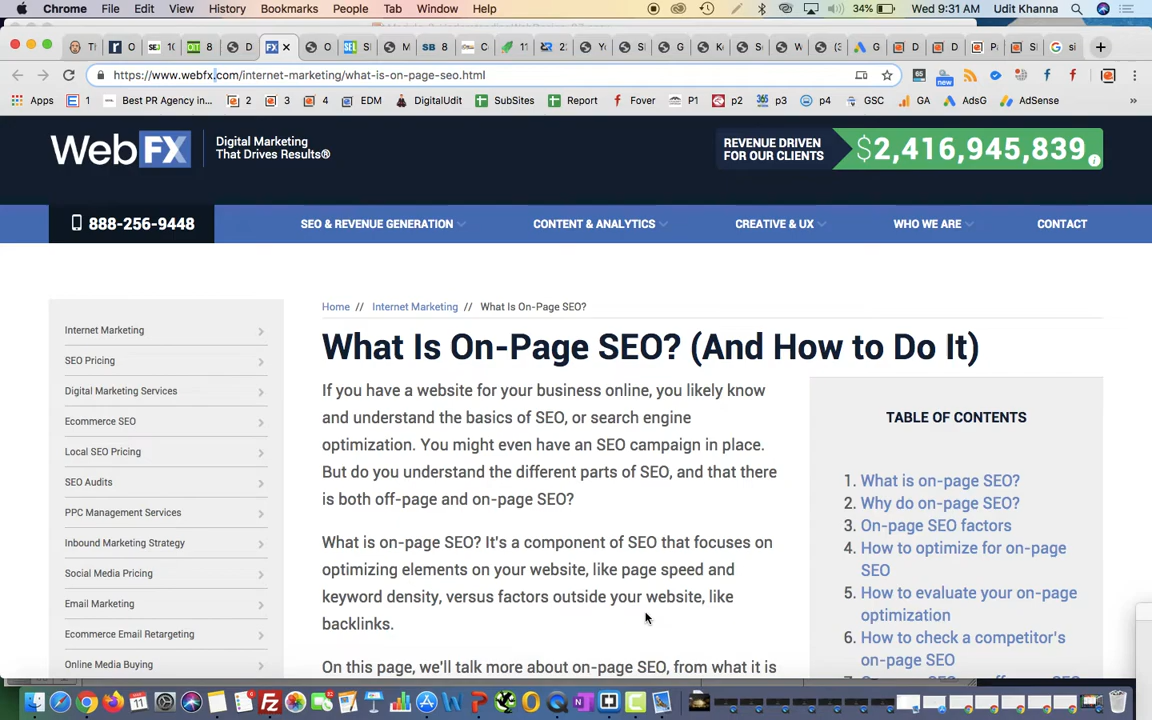 Chrome File Edit View History Bookmarks People Tab Window Help
34% Wed 9:31 AM Udit Khanna
https://www.webfx.com/internet-marketing/what-is-on-page-seo.html
Apps 1 Best PR Agency in... 2 3 4 EDM DigitalUdit SubSites Report Fover P1 p2 p3 p4 GSC GA AdsG AdSense
WebFX
Digital Marketing
That Drives Results®
REVENUE DRIVEN
FOR OUR CLIENTS
$2,416,945,839
888-256-9448
SEO & REVENUE GENERATION CONTENT & ANALYTICS CREATIVE & UX WHO WE ARE CONTACT
Home // Internet Marketing // What Is On-Page SEO?
Internet Marketing
SEO Pricing
Digital Marketing Services
Ecommerce SEO
Local SEO Pricing
SEO Audits
PPC Management Services
Inbound Marketing Strategy
Social Media Pricing
Email Marketing
Ecommerce Email Retargeting
Online Media Buying
What Is On-Page SEO? (And How to Do It)
If you have a website for your business online, you likely know
and understand the basics of SEO, or search engine
optimization. You might even have an SEO campaign in place.
But do you understand the different parts of SEO, and that there
is both off-page and on-page SEO?
What is on-page SEO? It's a component of SEO that focuses on
optimizing elements on your website, like page speed and
keyword density, versus factors outside your website, like
backlinks.
On this page, we'll talk more about on-page SEO, from what it is
TABLE OF CONTENTS
1. What is on-page SEO?
2. Why do on-page SEO?
3. On-page SEO factors
4. How to optimize for on-page
SEO
5. How to evaluate your on-page
optimization
6. How to check a competitor's
on-page SEO